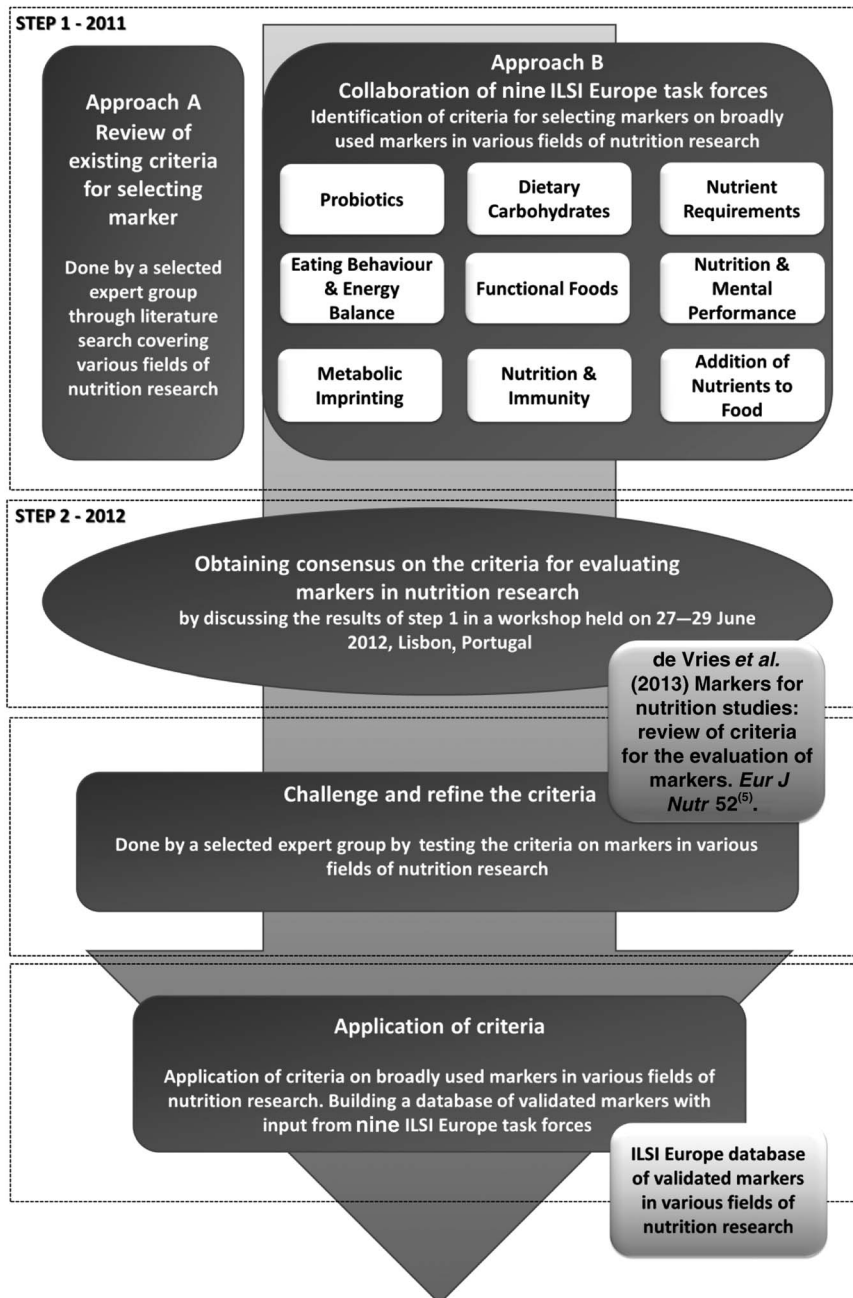 STEP 1 - 2011
Approach A
Review of
existing criteria
for selecting
marker
Done by a selected
expert group
through literature
search covering
various fields of
nutrition research
Approach B
Collaboration of nine ILSI Europe task forces
Identification of criteria for selecting markers on broadly
used markers in various fields of nutrition research
Probiotics
Dietary
Carbohydrates
Nutrient
Requirements
Eating Behaviour
& Energy
Balance
Functional Foods
Nutrition &
Mental
Performance
Metabolic
Imprinting
Nutrition &
Immunity
Addition of
Nutrients to
Food
STEP 2 - 2012
Obtaining consensus on the criteria for evaluating
markers in nutrition research
by discussing the results of step 1 in a workshop held on 27—29 June
2012, Lisbon, Portugal
de Vries et al.
(2013) Markers for
nutrition studies:
review of criteria
for the evaluation of
markers. Eur J
Nutr 52(5).
Challenge and refine the criteria
Done by a selected expert group by testing the criteria on markers in various
fields of nutrition research
Application of criteria
Application of criteria on broadly used markers in various fields of
nutrition research. Building a database of validated markers with
input from nine ILSI Europe task forces
ILSI Europe database
of validated markers
in various fields of
nutrition research